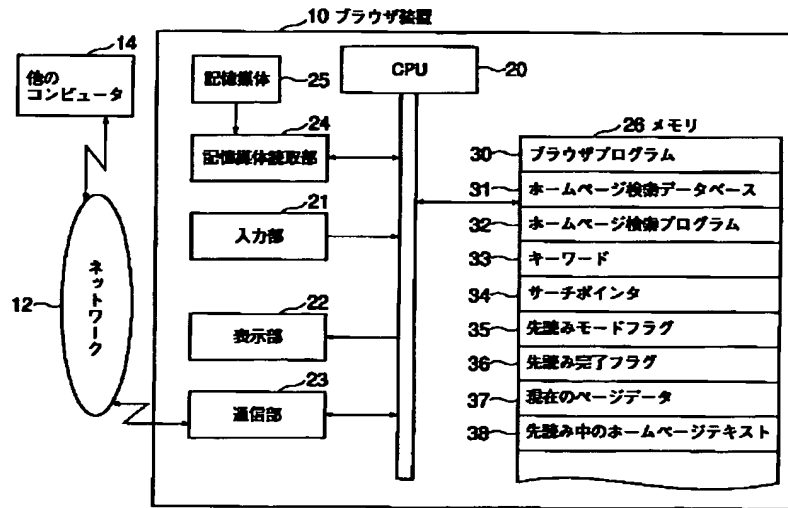 10 ブラウザ装置
14
他の
コンピュータ
記憶媒体
25
CPU
20
24
記憶媒体読取部
26 メモリ
30 ブラウザプログラム
31 ホームページ検索データベース
32 ホームページ検索プログラム
33 キーワード
34 サーチポインタ
35 先読みモードフラグ
36 先読み完了フラグ
37 現在のページデータ
38 先読み中のホームページテキスト
21
入力部
12
ネットワーク
22
表示部
23
通信部